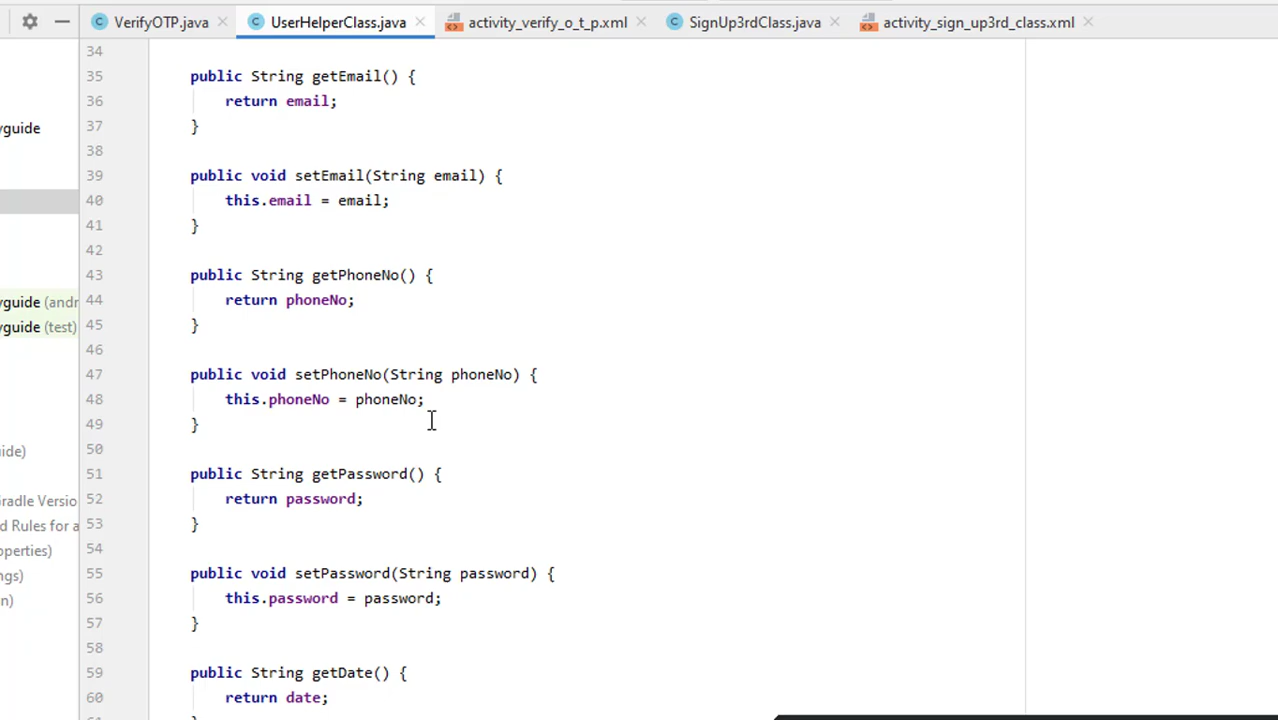 VerifyOTP.java UserHelperClass.java activity_verify_o_t_p.xml SignUp3rdClass.java activity_sign_up3rd_class.xml
34
35 public String getEmail() {
36 return email;
37 }
38
39 public void setEmail(String email) {
40 this.email = email;
41 }
42
43 public String getPhoneNo() {
44 return phoneNo;
45 }
46
47 public void setPhoneNo(String phoneNo) {
48 this.phoneNo = phoneNo;
49 }
50
51 public String getPassword() {
52 return password;
53 }
54
55 public void setPassword(String password) {
56 this.password = password;
57 }
58
59 public String getDate() {
60 return date;
yguide
yguide (andr
yguide (test)
ide)
Gradle Versio
d Rules for a
operties)
ngs)
n)